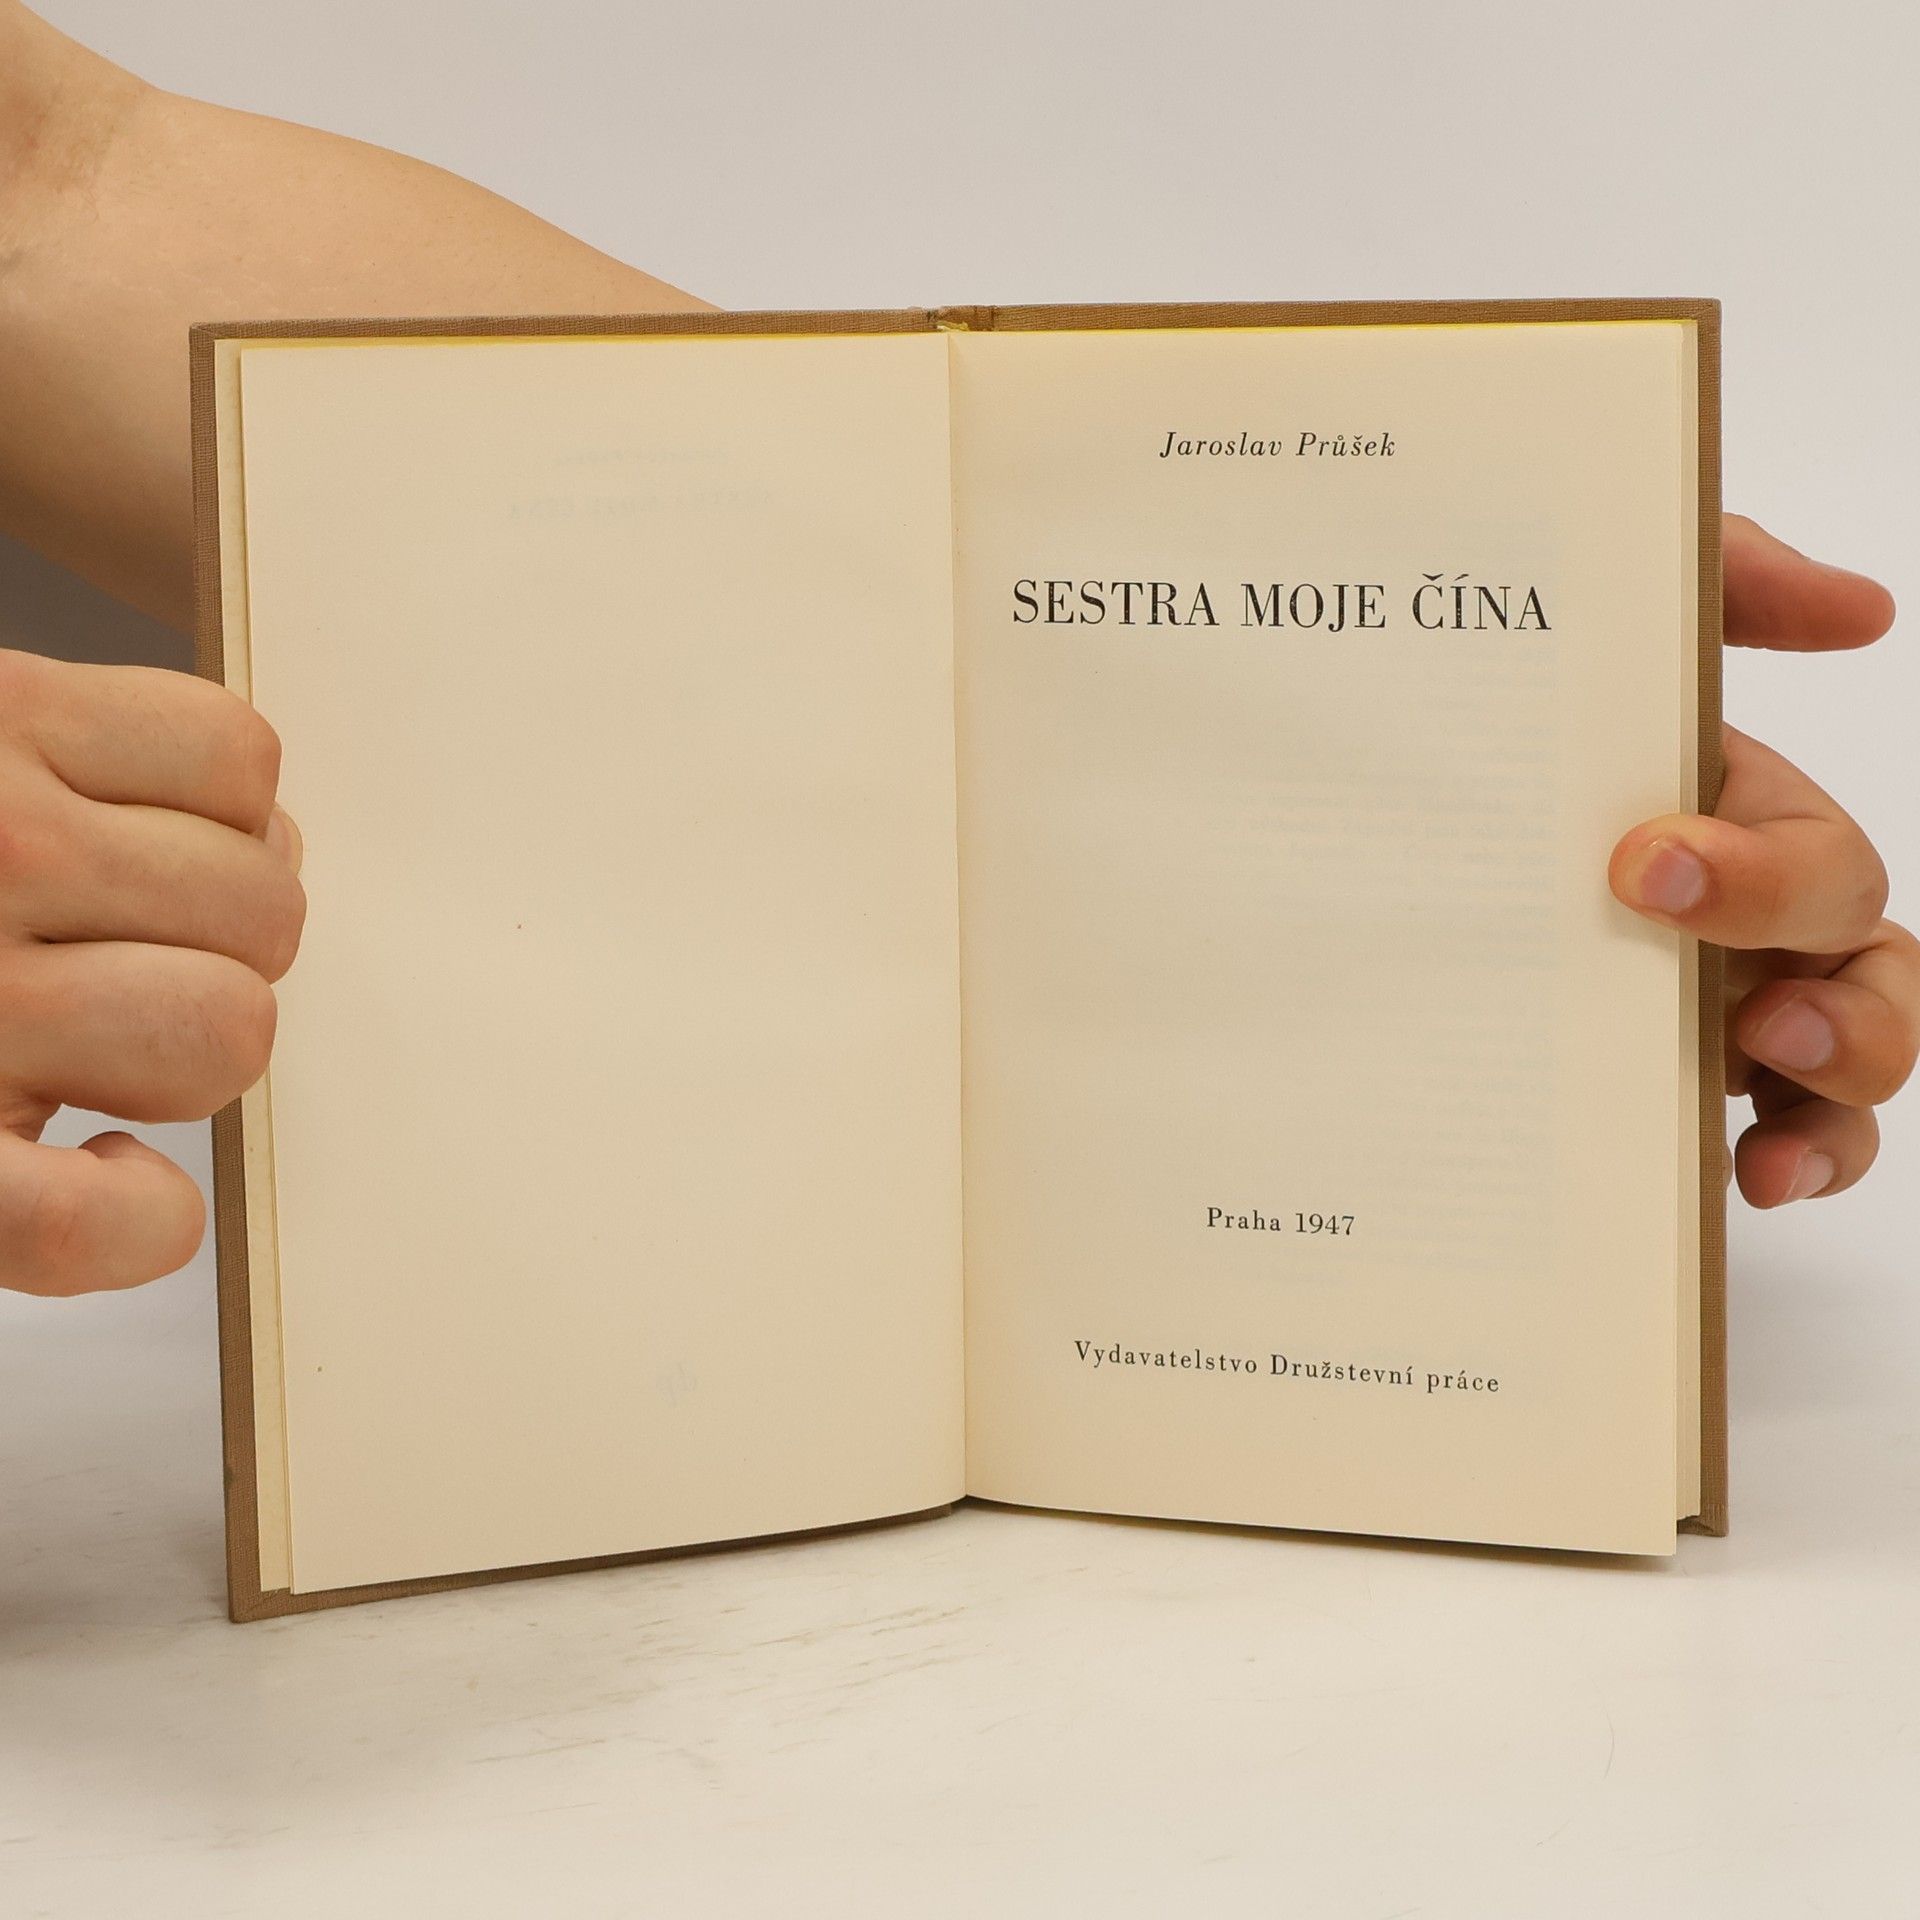 Jaroslav Průšek
SESTRA MOJE ČÍNA
Praha 1947
Vydavatelstvo Družstevní práce